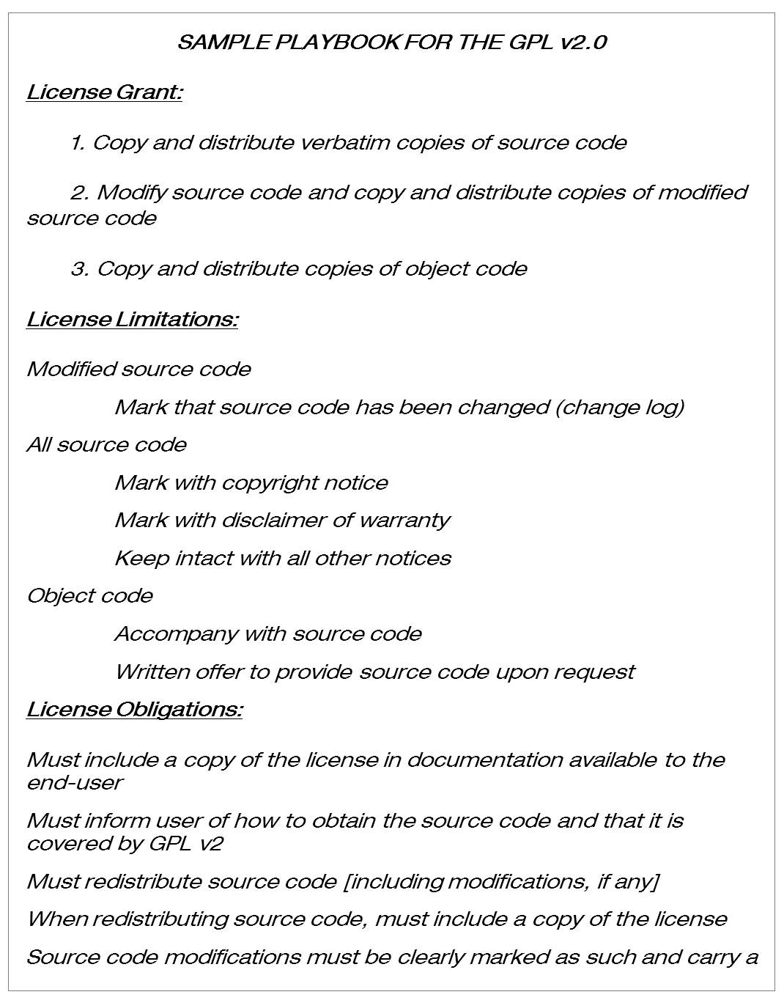 SAMPLE PLAYBOOK FOR THE GPL v2.0
License Grant:
1. Copy and distribute verbatim copies of source code
2. Modify source code and copy and distribute copies of modified
source code
3. Copy and distribute copies of object code
License Limitations:
Modified source code
Mark that source code has been changed (change log)
All source code
Mark with copyright notice
Mark with disclaimer of warranty
Keep intact with all other notices
Object code
Accompany with source code
Written offer to provide source code upon request
License Obligations:
Must include a copy of the license in documentation available to the
end-user
Must inform user of how to obtain the source code and that it is
covered by GPL v2
Must redistribute source code [including modifications, if any]
When redistributing source code, must include a copy of the license
Source code modifications must be clearly marked as such and carry a